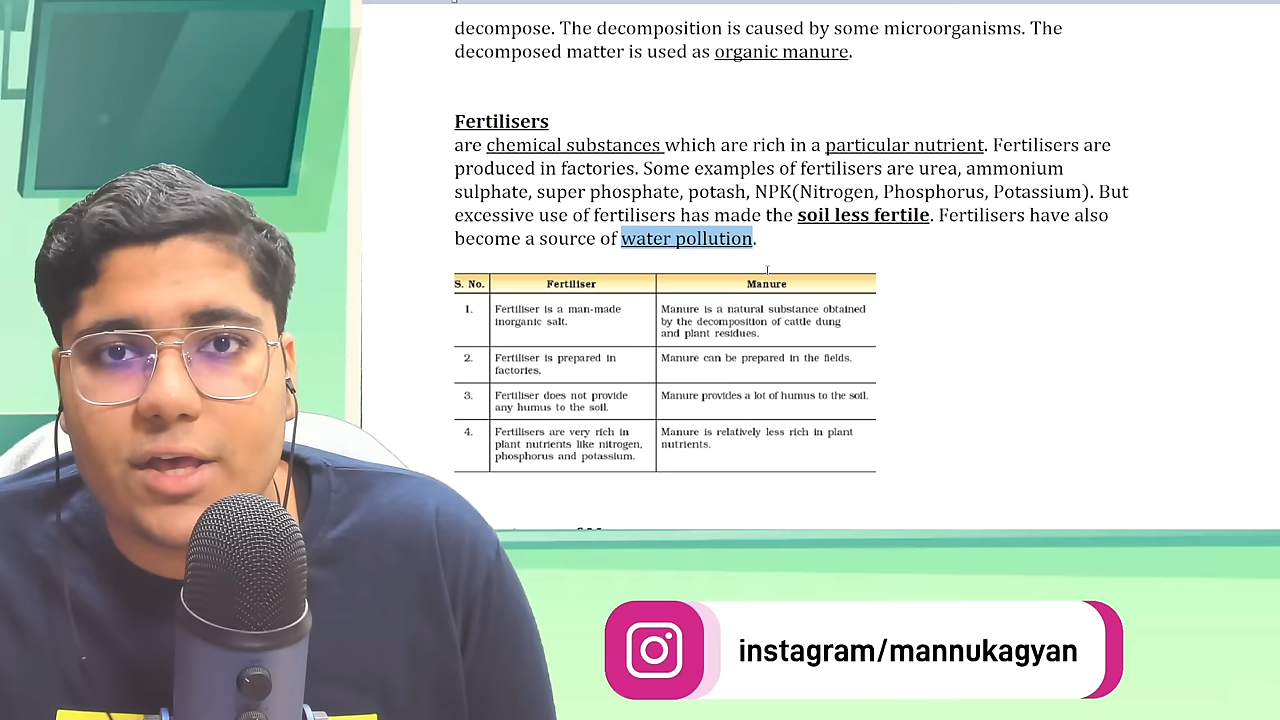 decompose. The decomposition is caused by some microorganisms. The
decomposed matter is used as organic manure.
Fertilisers
are chemical substances which are rich in a particular nutrient. Fertilisers are
produced in factories. Some examples of fertilisers are urea, ammonium
sulphate, super phosphate, potash, NPK(Nitrogen, Phosphorus, Potassium). But
excessive use of fertilisers has made the soil less fertile. Fertilisers have also
become a source of water pollution.
S. No. Fertiliser Manure
1. Fertiliser is a man-made
inorganic salt.
Manure is a natural substance obtained
by the decomposition of cattle dung
and plant residues.
2. Fertiliser is prepared in
factories.
Manure can be prepared in the fields.
3. Fertiliser does not provide
any humus to the soil.
Manure provides a lot of humus to the soil.
4. Fertilisers are very rich in
plant nutrients like nitrogen,
phosphorus and potassium.
Manure is relatively less rich in plant
nutrients.
instagram/mannukagyan